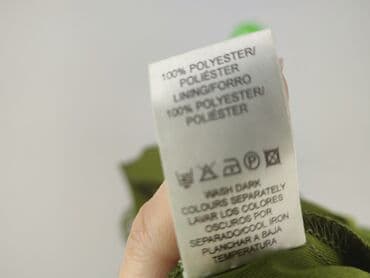 100% POLYESTER/
POLIÉSTER
LINING/FORRO
100% POLYESTER/
POLIÉSTER
WASH DARK
COLOURS SEPARATELY
LAVAR LOS COLORES
OSCUROS POR
SEPARADO/COOL IRON
PLANCHAR A BAJA
TEMPERATURA